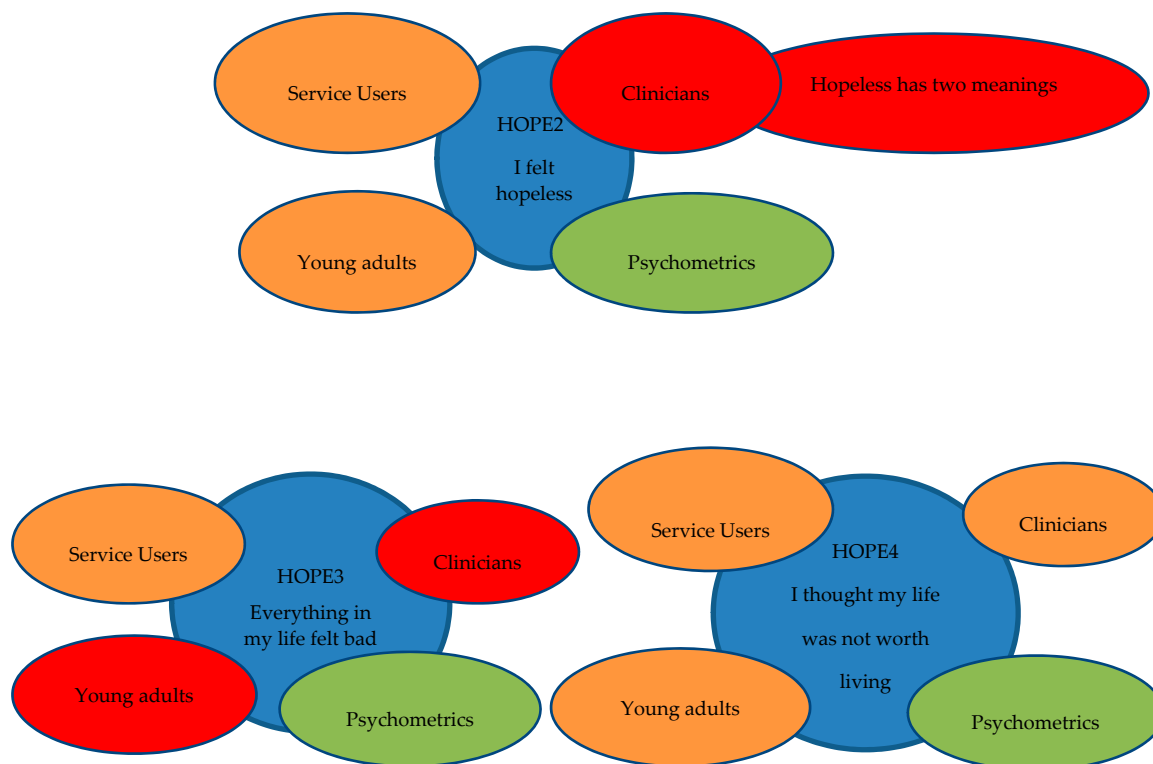 Service Users
Clinicians
Hopeless has two meanings
HOPE2
I felt
hopeless
Young adults
Psychometrics
Service Users
Clinicians
HOPE3
Everything in
my life felt bad
Young adults
Psychometrics
Service Users
Clinicians
HOPE4
I thought my life
was not worth
living
Young adults
Psychometrics